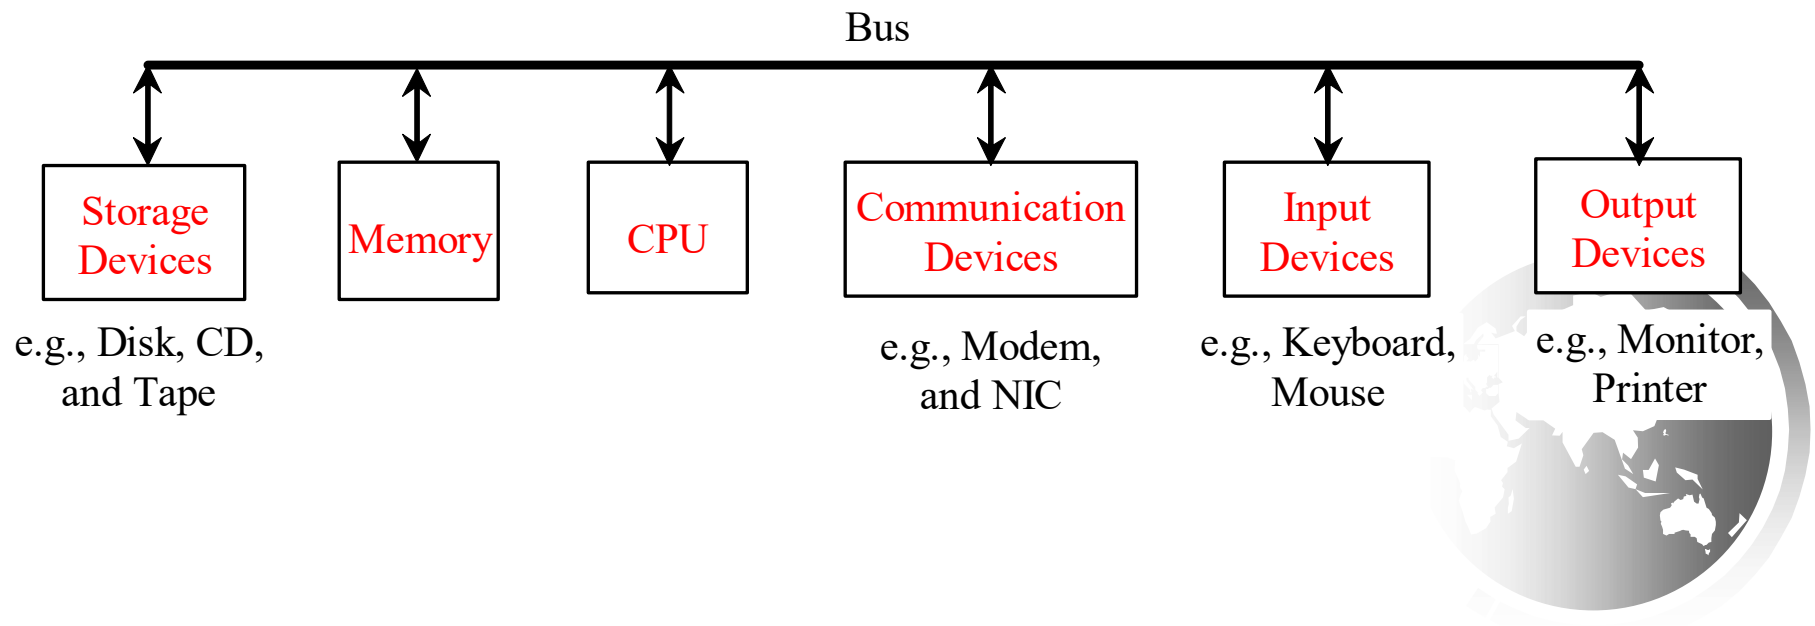 Bus
Storage
Devices
Memory
CPU
Communication
Devices
Input
Devices
Output
Devices
e.g., Disk, CD,
and Tape
e.g., Modem,
and NIC
e.g., Keyboard,
Mouse
e.g., Monitor,
Printer